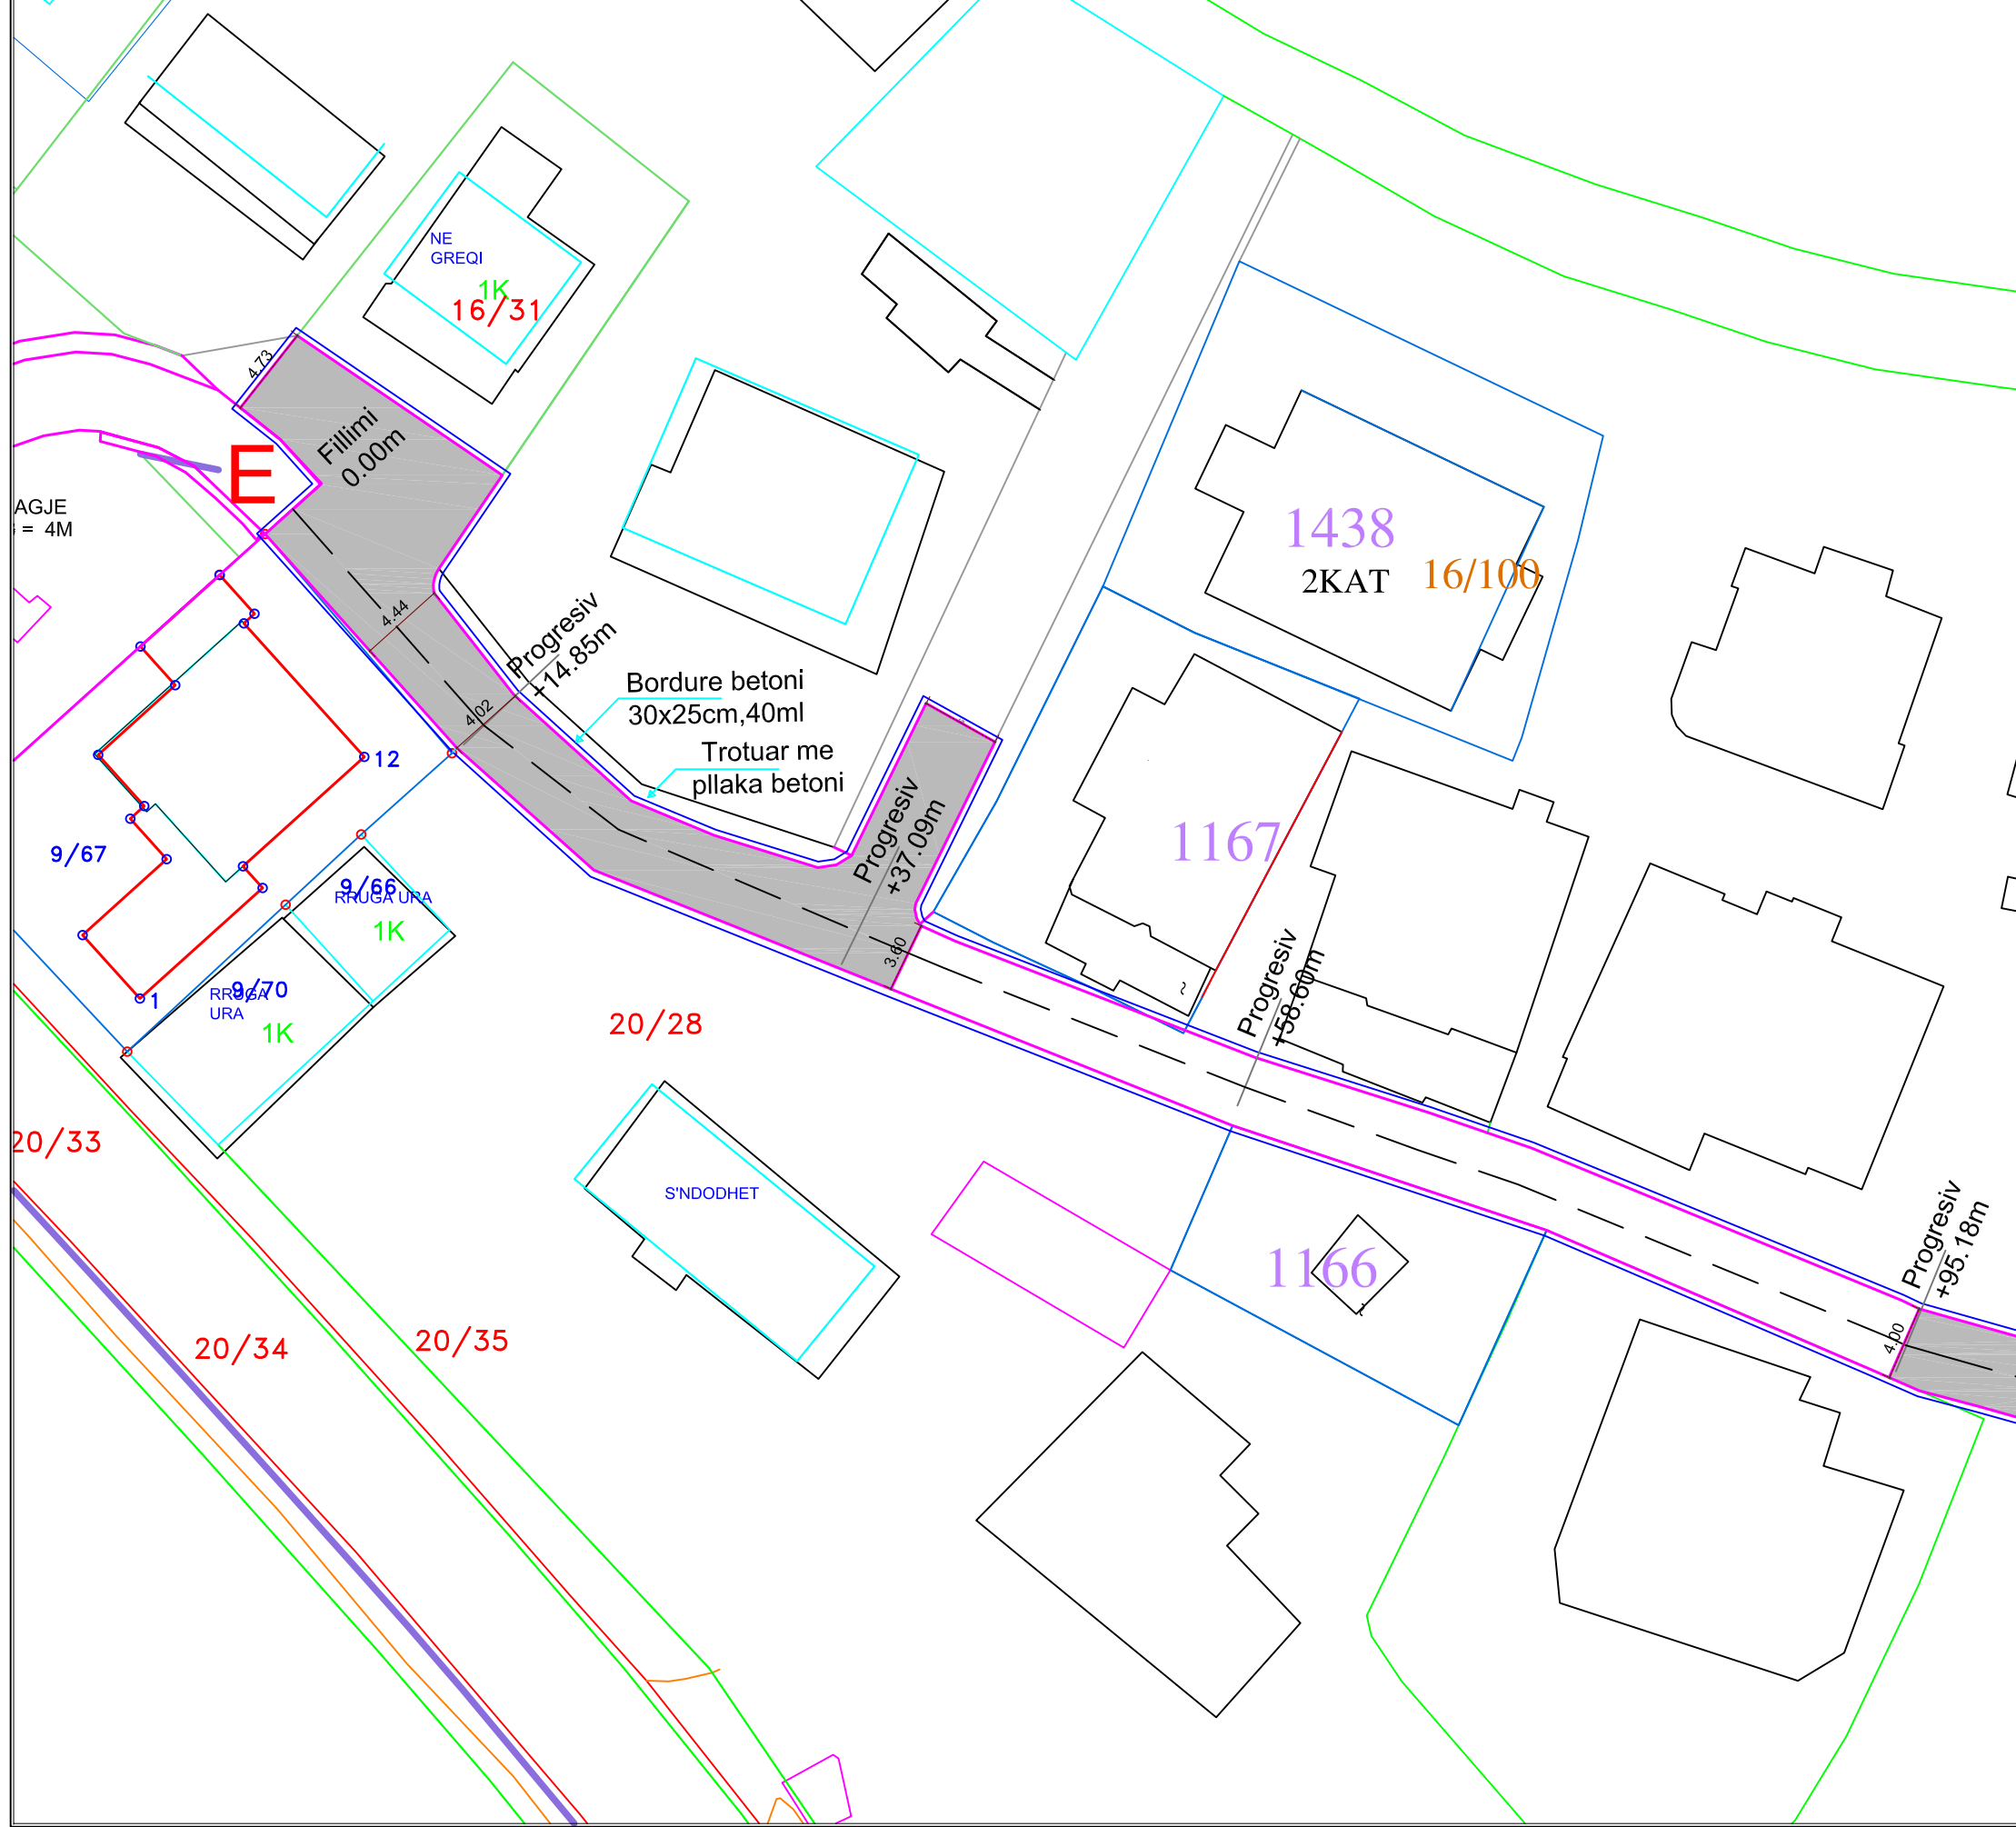 NE
GREQI
1K
16/31
4.73
Fillimi
0.00m
E
AGJE
= 4M
4.44
Progresiv
+14.85m
4.02
Bordure betoni
30x25cm,40ml
Trotuar me
pllaka betoni
1438
2KAT
16/100
12
9/67
9/66
RRUGA URA
1K
9/70
RRUGA
URA
1
1K
Progresiv
+37.09m
3.60
1167
Progresiv
+58.60m
20/28
20/33
S'NDODHET
1166
Progresiv
+95.18m
4.00
20/34
20/35